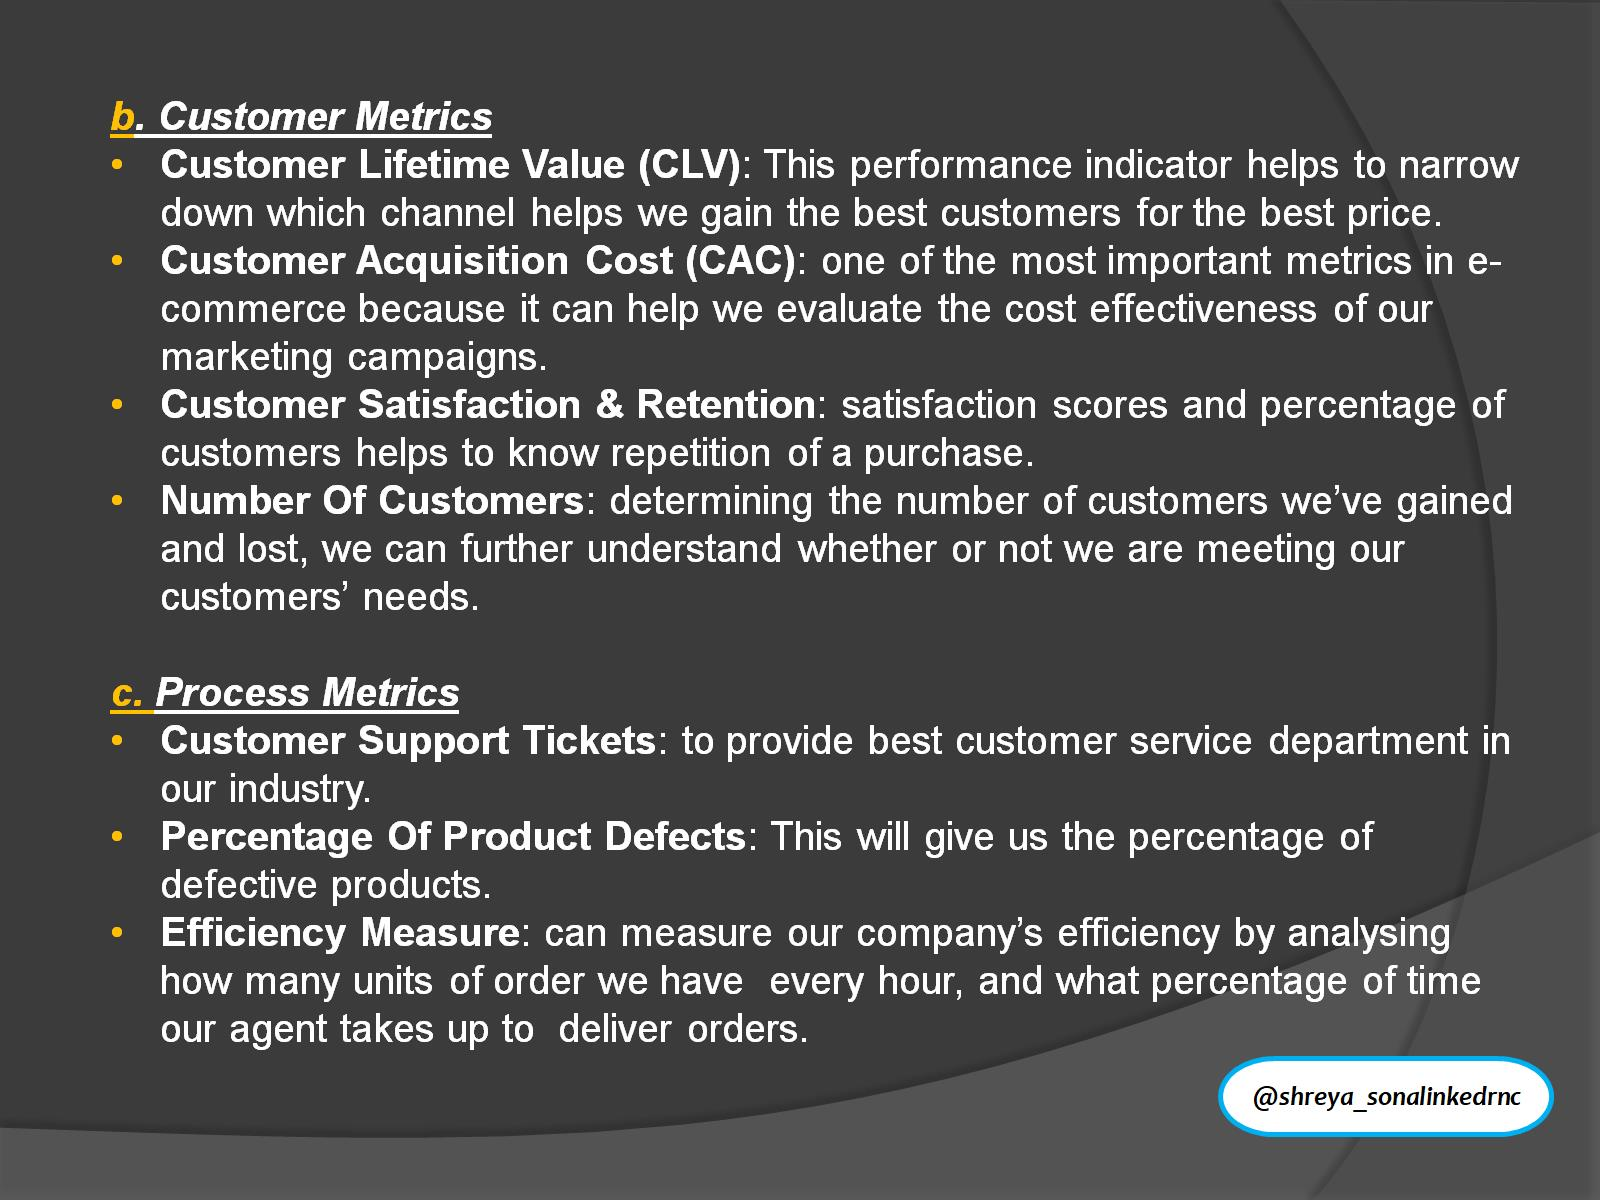 b. Customer Metrics
• Customer Lifetime Value (CLV): This performance indicator helps to narrow
down which channel helps we gain the best customers for the best price.
• Customer Acquisition Cost (CAC): one of the most important metrics in e-
commerce because it can help we evaluate the cost effectiveness of our
marketing campaigns.
• Customer Satisfaction & Retention: satisfaction scores and percentage of
customers helps to know repetition of a purchase.
• Number Of Customers: determining the number of customers we’ve gained
and lost, we can further understand whether or not we are meeting our
customers’ needs.
c. Process Metrics
• Customer Support Tickets: to provide best customer service department in
our industry.
• Percentage Of Product Defects: This will give us the percentage of
defective products.
• Efficiency Measure: can measure our company’s efficiency by analysing
how many units of order we have  every hour, and what percentage of time
our agent takes up to  deliver orders.
@shreya_sonalinkedrnc